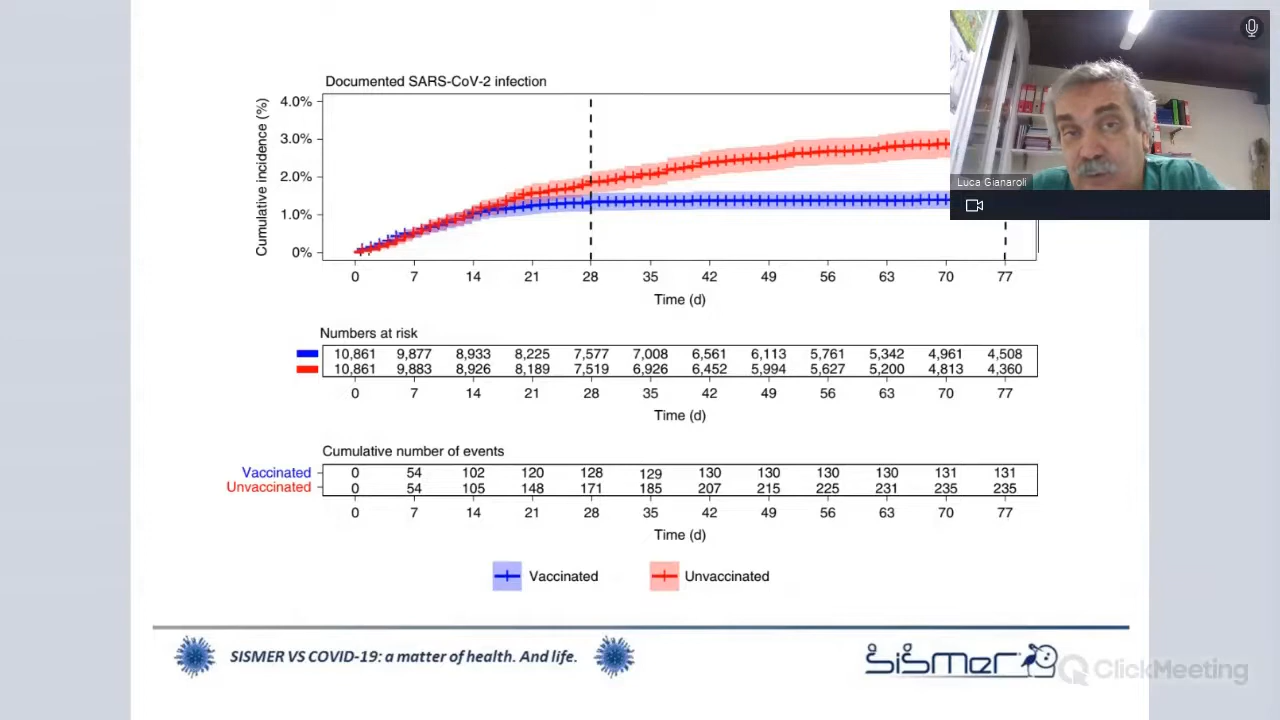 Documented SARS-CoV-2 infection
Cumulative incidence (%)
4.0%
3.0%
2.0%
1.0%
0%
0 7 14 21 28 35 42 49 56 63 70 77
Time (d)
Luca Gianaroli
Numbers at risk
10,861 9,877 8,933 8,225 7,577 7,008 6,561 6,113 5,761 5,342 4,961 4,508
10,861 9,883 8,926 8,189 7,519 6,926 6,452 5,994 5,627 5,200 4,813 4,360
0 7 14 21 28 35 42 49 56 63 70 77
Time (d)
Cumulative number of events
Vaccinated 0 54 102 120 128 129 130 130 130 130 131 131
Unvaccinated 0 54 105 148 171 185 207 215 225 231 235 235
0 7 14 21 28 35 42 49 56 63 70 77
Time (d)
Vaccinated Unvaccinated
SISMER VS COVID-19: a matter of health. And life.
SiSmer
ClickMeeting